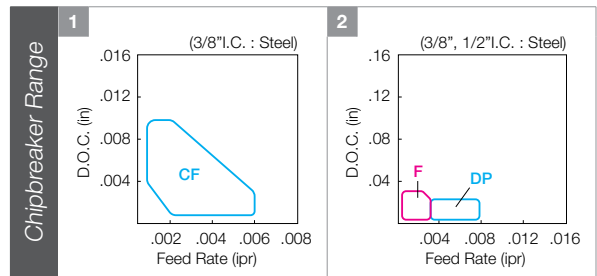 Chipbreaker Range
1
(3/8"I.C. : Steel)
D.O.C. (in)
.016
.012
.008
.004
CF
.002 .004 .006 .008
Feed Rate (ipr)
2
(3/8", 1/2"I.C. : Steel)
D.O.C. (in)
.16
.12
.08
.04
F
DP
.004 .008 .012 .016
Feed Rate (ipr)